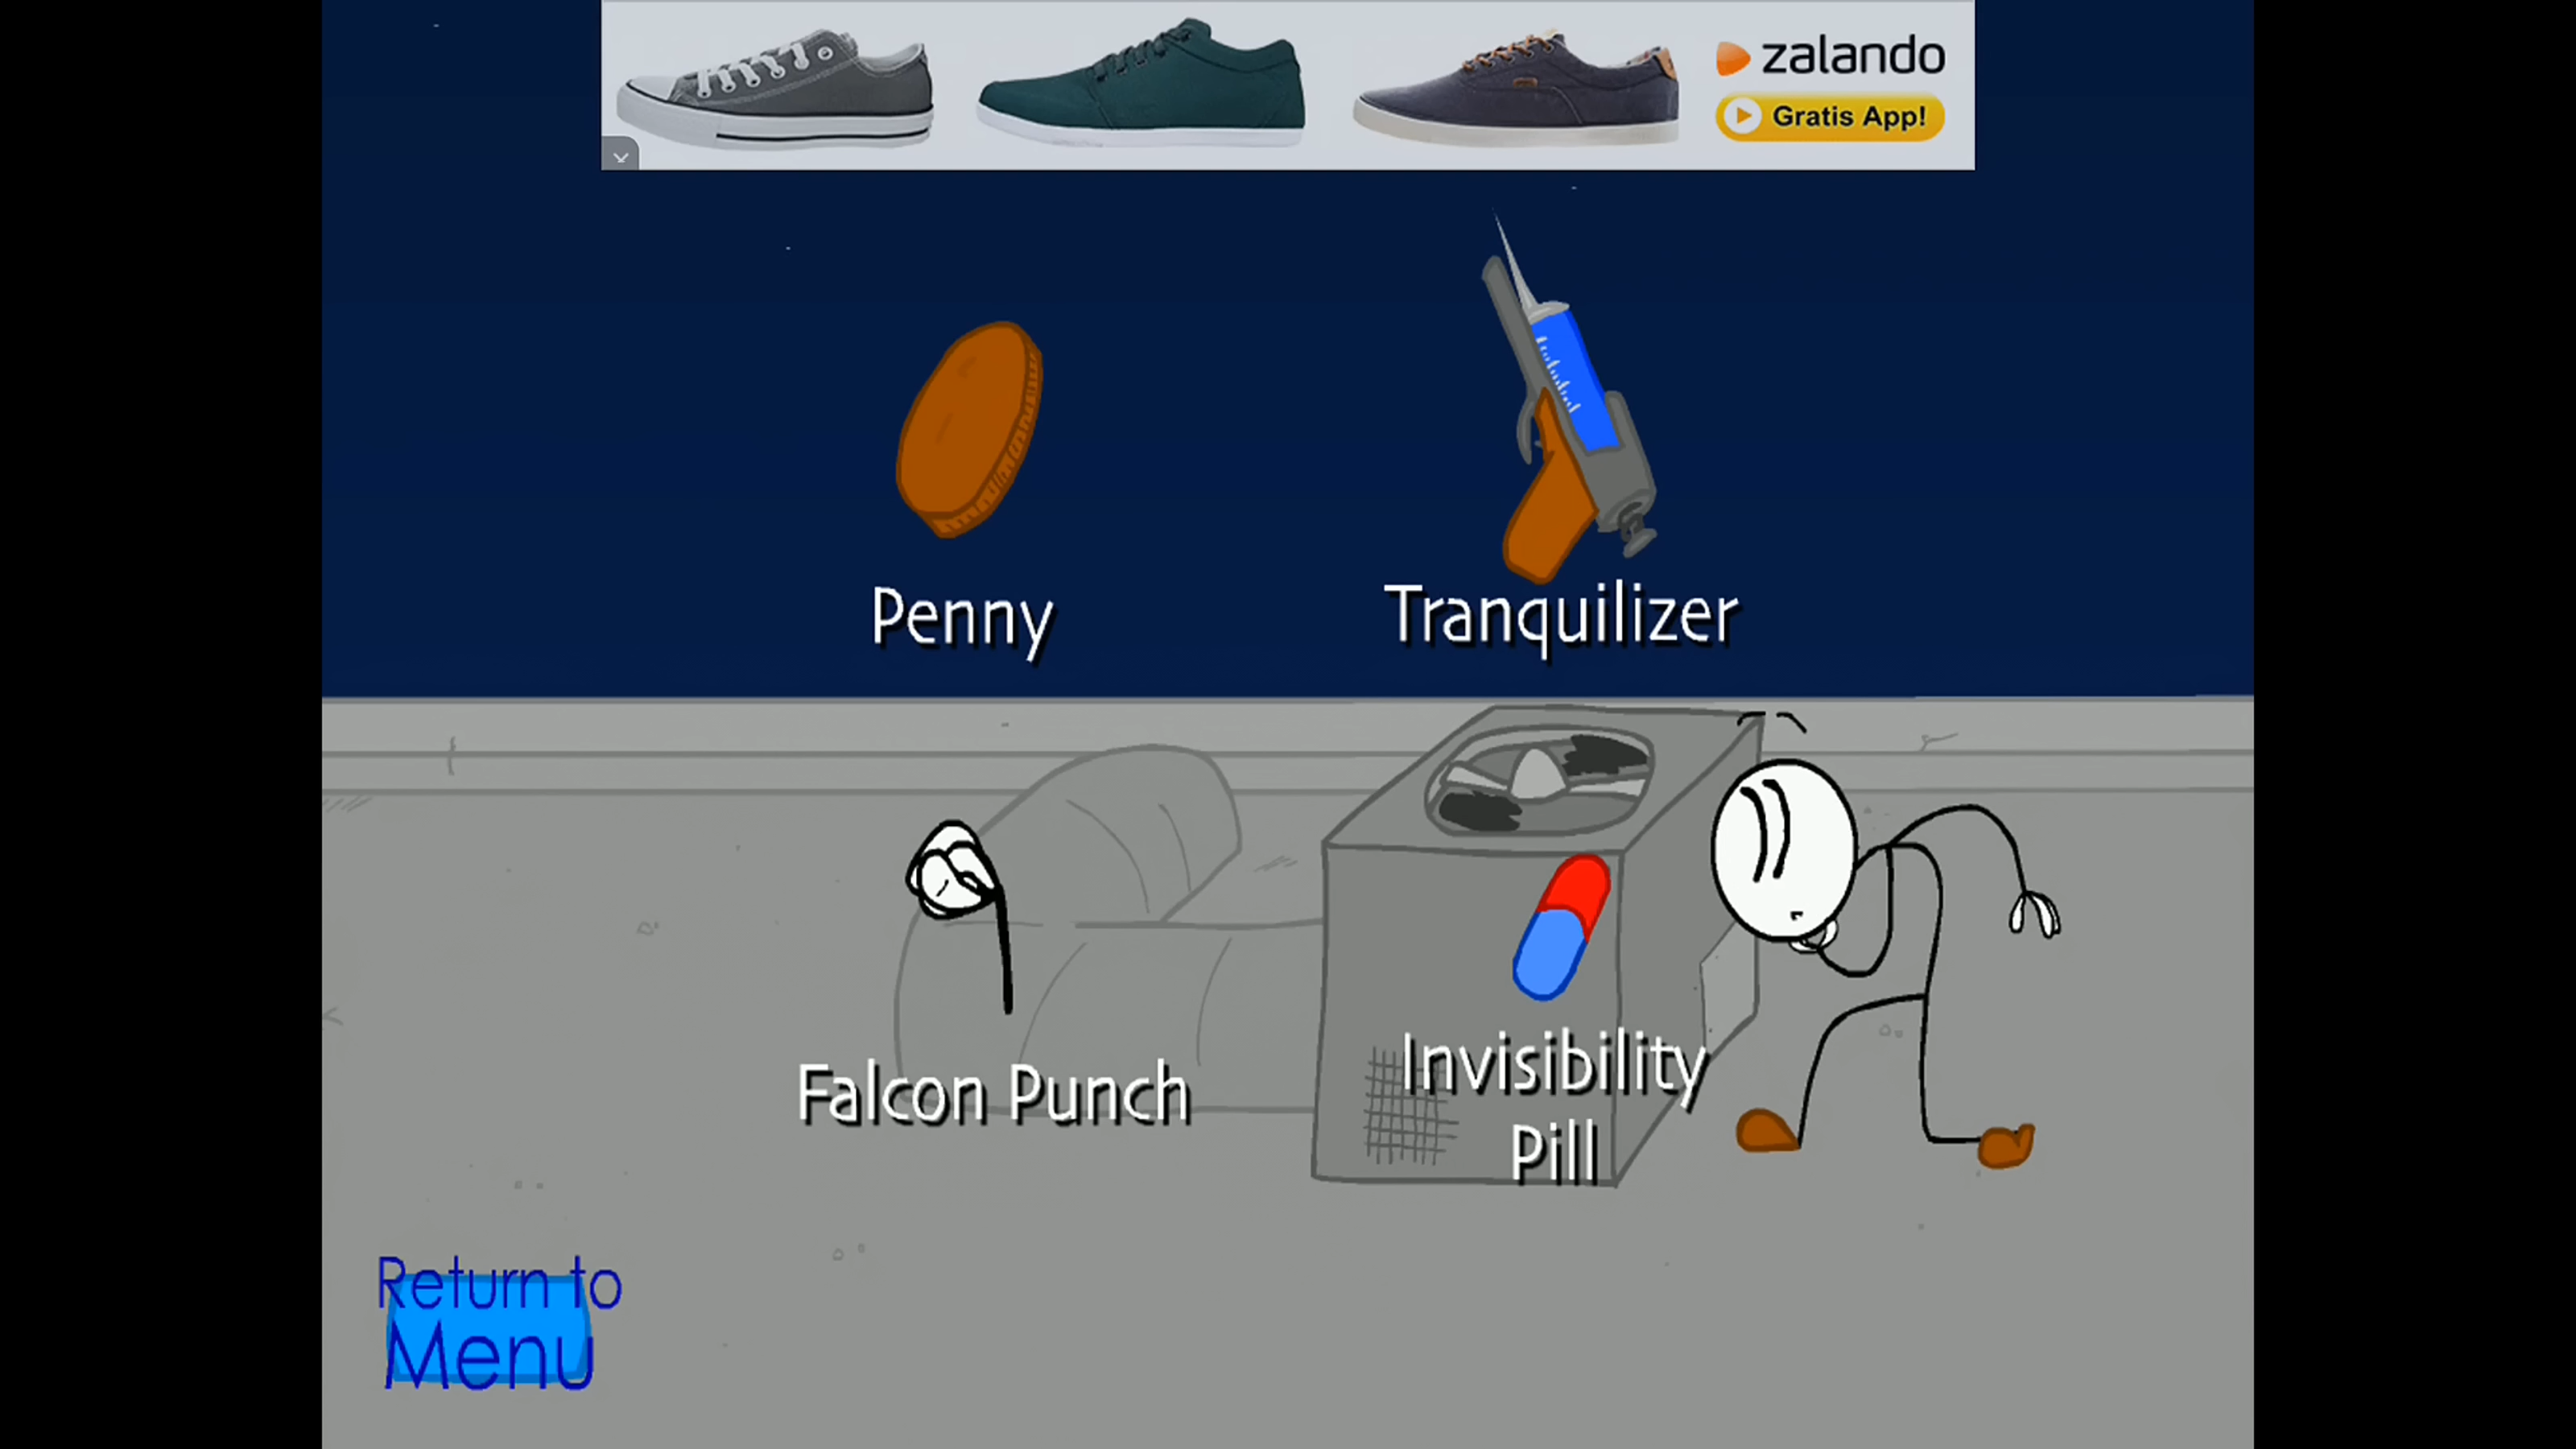 zalando
Gratis App!
Penny
Tranquilizer
Falcon Punch
Invisibility
Pill
Return to
Menu